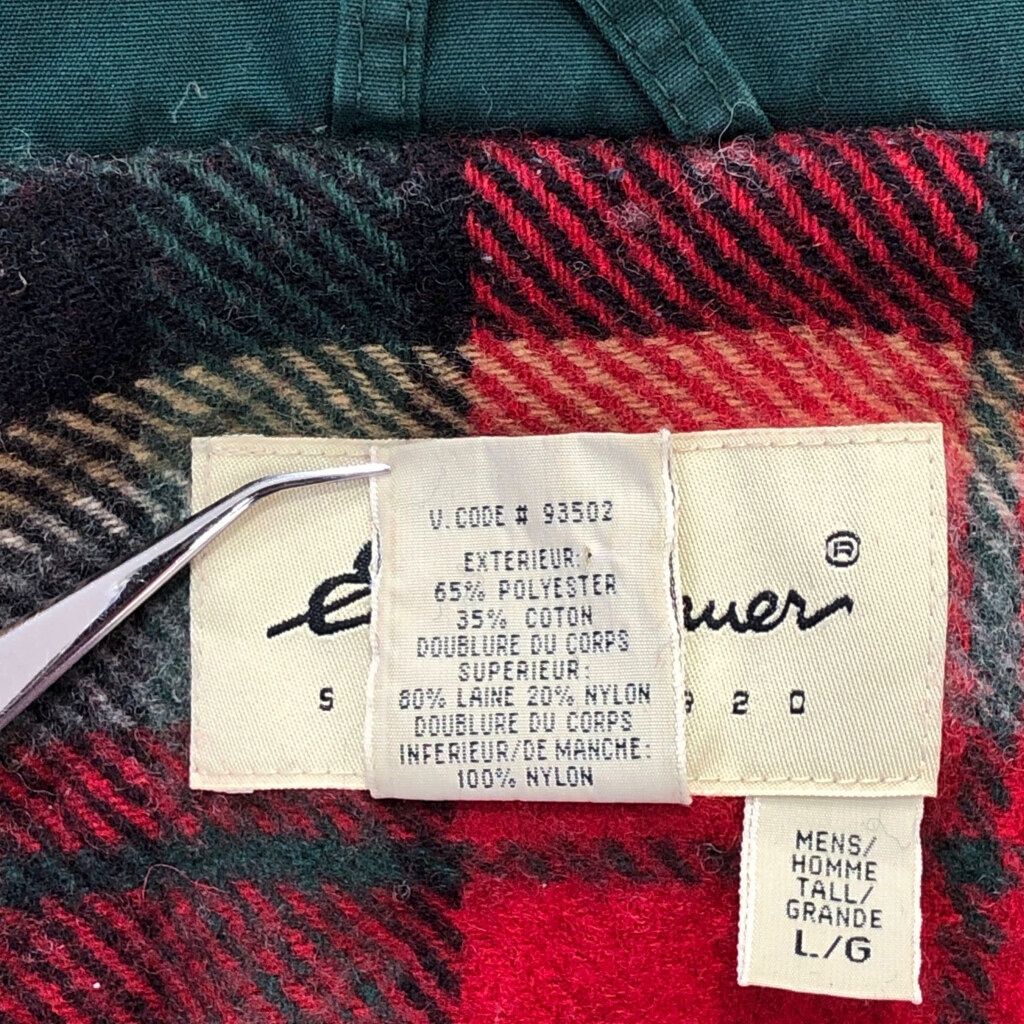 V. CODE # 93502
EXTERIEUR:
65% POLYESTER
35% COTON
DOUBLURE DU CORPS
SUPERIEUR:
80% LAINE 20% NYLON
DOUBLURE DU CORPS
INFERIEUR/DE MANCHE:
100% NYLON
®
MENS/
HOMME
TALL/
GRANDE
L/G